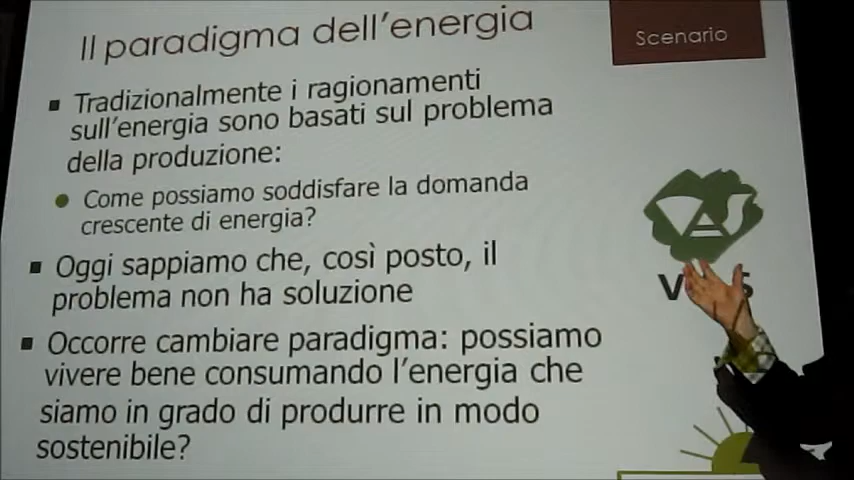 Il paradigma dell'energia
Scenario
Tradizionalmente i ragionamenti
sull'energia sono basati sul problema
della produzione:
Come possiamo soddisfare la domanda
crescente di energia?
Oggi sappiamo che, così posto, il
problema non ha soluzione
Occorre cambiare paradigma: possiamo
vivere bene consumando l'energia che
siamo in grado di produrre in modo
sostenibile?
VAS